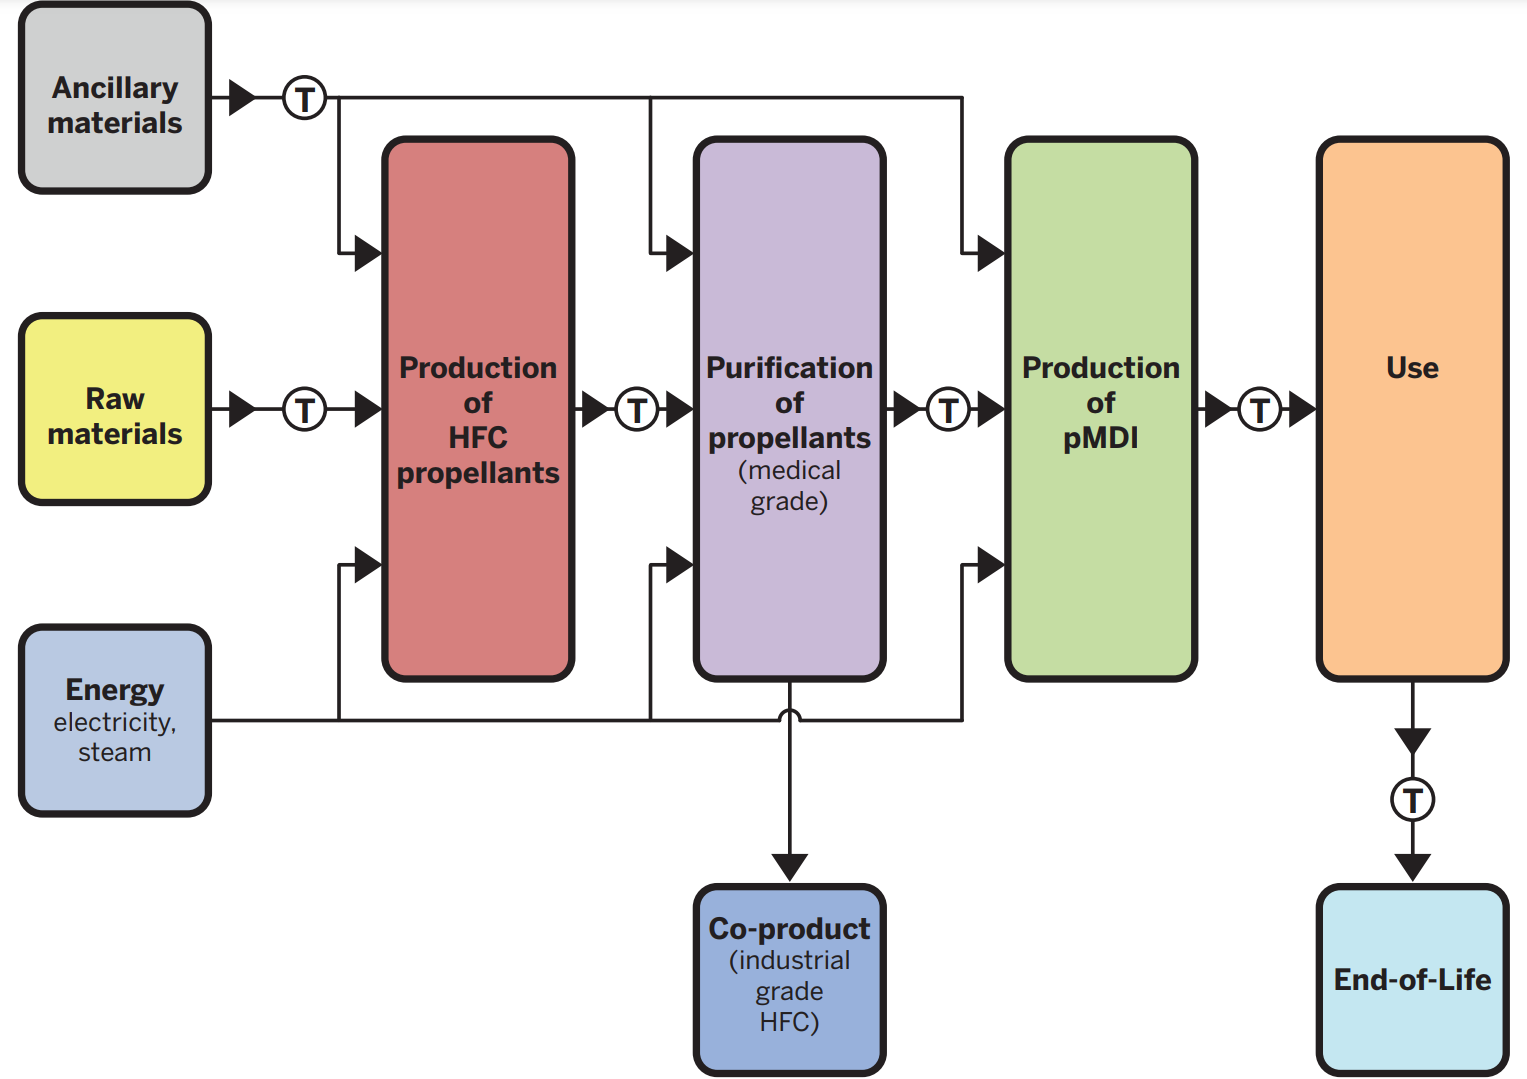 Ancillary
materials
T
Raw
materials
T
Energy
electricity,
steam
Production
of
HFC
propellants
T
Purification
of
propellants
(medical
grade)
T
Production
of
pMDI
T
Use
T
Co-product
(industrial
grade
HFC)
End-of-Life